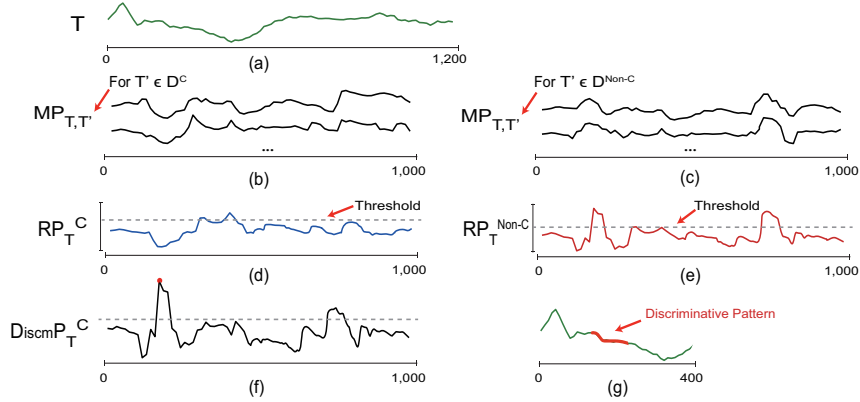 T
0 1,200
(a)
For T' ϵ D^C
MP_T,T'
...
0 1,000
(b)
For T' ϵ D^Non-C
MP_T,T'
...
0 1,000
(c)
RP_T^C
Threshold
0 1,000
(d)
RP_T^Non-C
Threshold
0 1,000
(e)
DiscmP_T^C
0 1,000
(f)
Discriminative Pattern
0 400
(g)